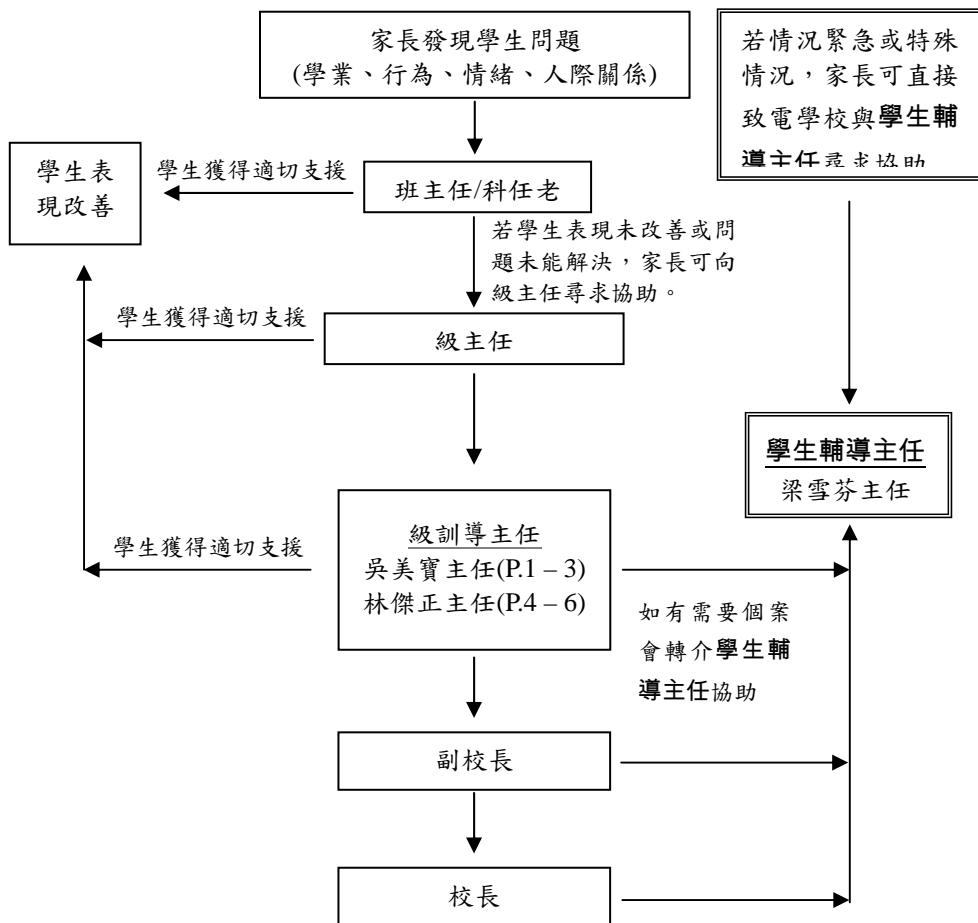 家長發現學生問題
(學業、行為、情緒、人際關係)
若情況緊急或特殊
情況，家長可直接
致電學校與學生輔
導主任尋求協助
學生表
現改善
學生獲得適切支援
班主任/科任老
若學生表現未改善或問
題未能解決，家長可向
級主任尋求協助。
學生獲得適切支援
級主任
學生輔導主任
梁雪芬主任
學生獲得適切支援
級訓導主任
吳美寶主任(P.1 – 3)
林傑正主任(P.4 – 6)
如有需要個案
會轉介學生輔
導主任協助
副校長
校長